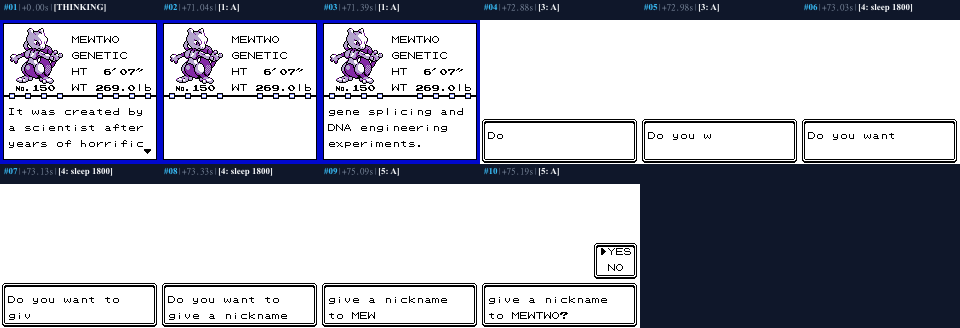 #01|+0.00s|[THINKING]
MEWTWO
GENETIC
HT 6'07"
No.150 WT 269.0lb
It was created by
a scientist after
years of horrific
#02|+71.04s|[1: A]
MEWTWO
GENETIC
HT 6'07"
No.150 WT 269.0lb
#03|+71.39s|[1: A]
MEWTWO
GENETIC
HT 6'07"
No.150 WT 269.0lb
gene splicing and
DNA engineering
experiments.
#04|+72.88s|[3: A]
Do
#05|+72.98s|[3: A]
Do you w
#06|+73.03s|[4: sleep 1800]
Do you want
#07|+73.13s|[4: sleep 1800]
Do you want to
giv
#08|+73.33s|[4: sleep 1800]
Do you want to
give a nickname
#09|+75.09s|[5: A]
give a nickname
to MEW
#10|+75.19s|[5: A]
YES
NO
give a nickname
to MEWTWO?